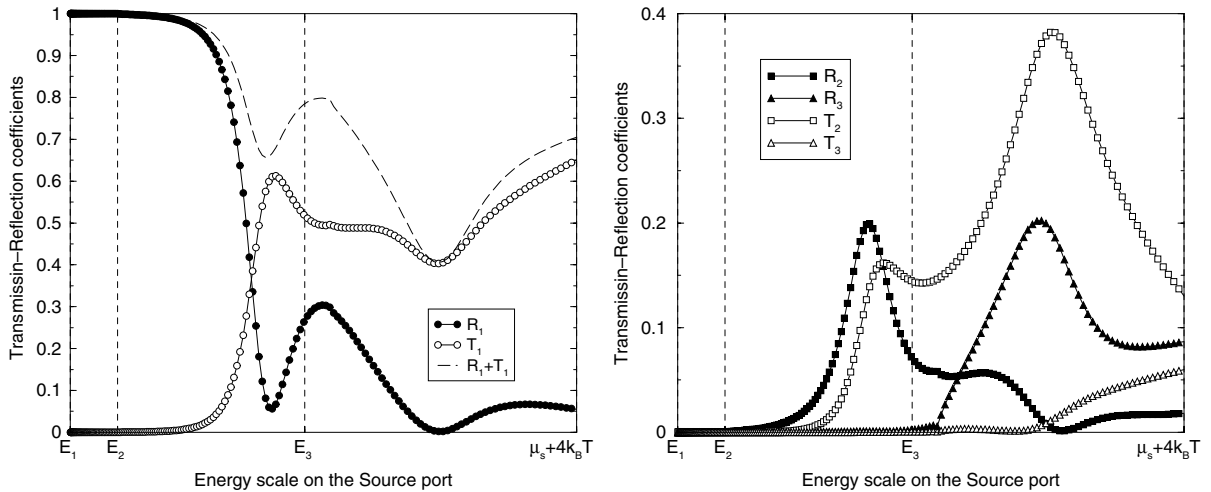 Transmissin–Reflection coefficients
1
0.9
0.8
0.7
0.6
0.5
0.4
0.3
0.2
0.1
0
R₁
T₁
R₁+T₁
E₁
E₂
E₃
μₛ+4k_BT
Energy scale on the Source port
Transmissin–Reflection coefficients
0.4
0.3
0.2
0.1
0
R₂
R₃
T₂
T₃
E₁
E₂
E₃
μₛ+4k_BT
Energy scale on the Source port